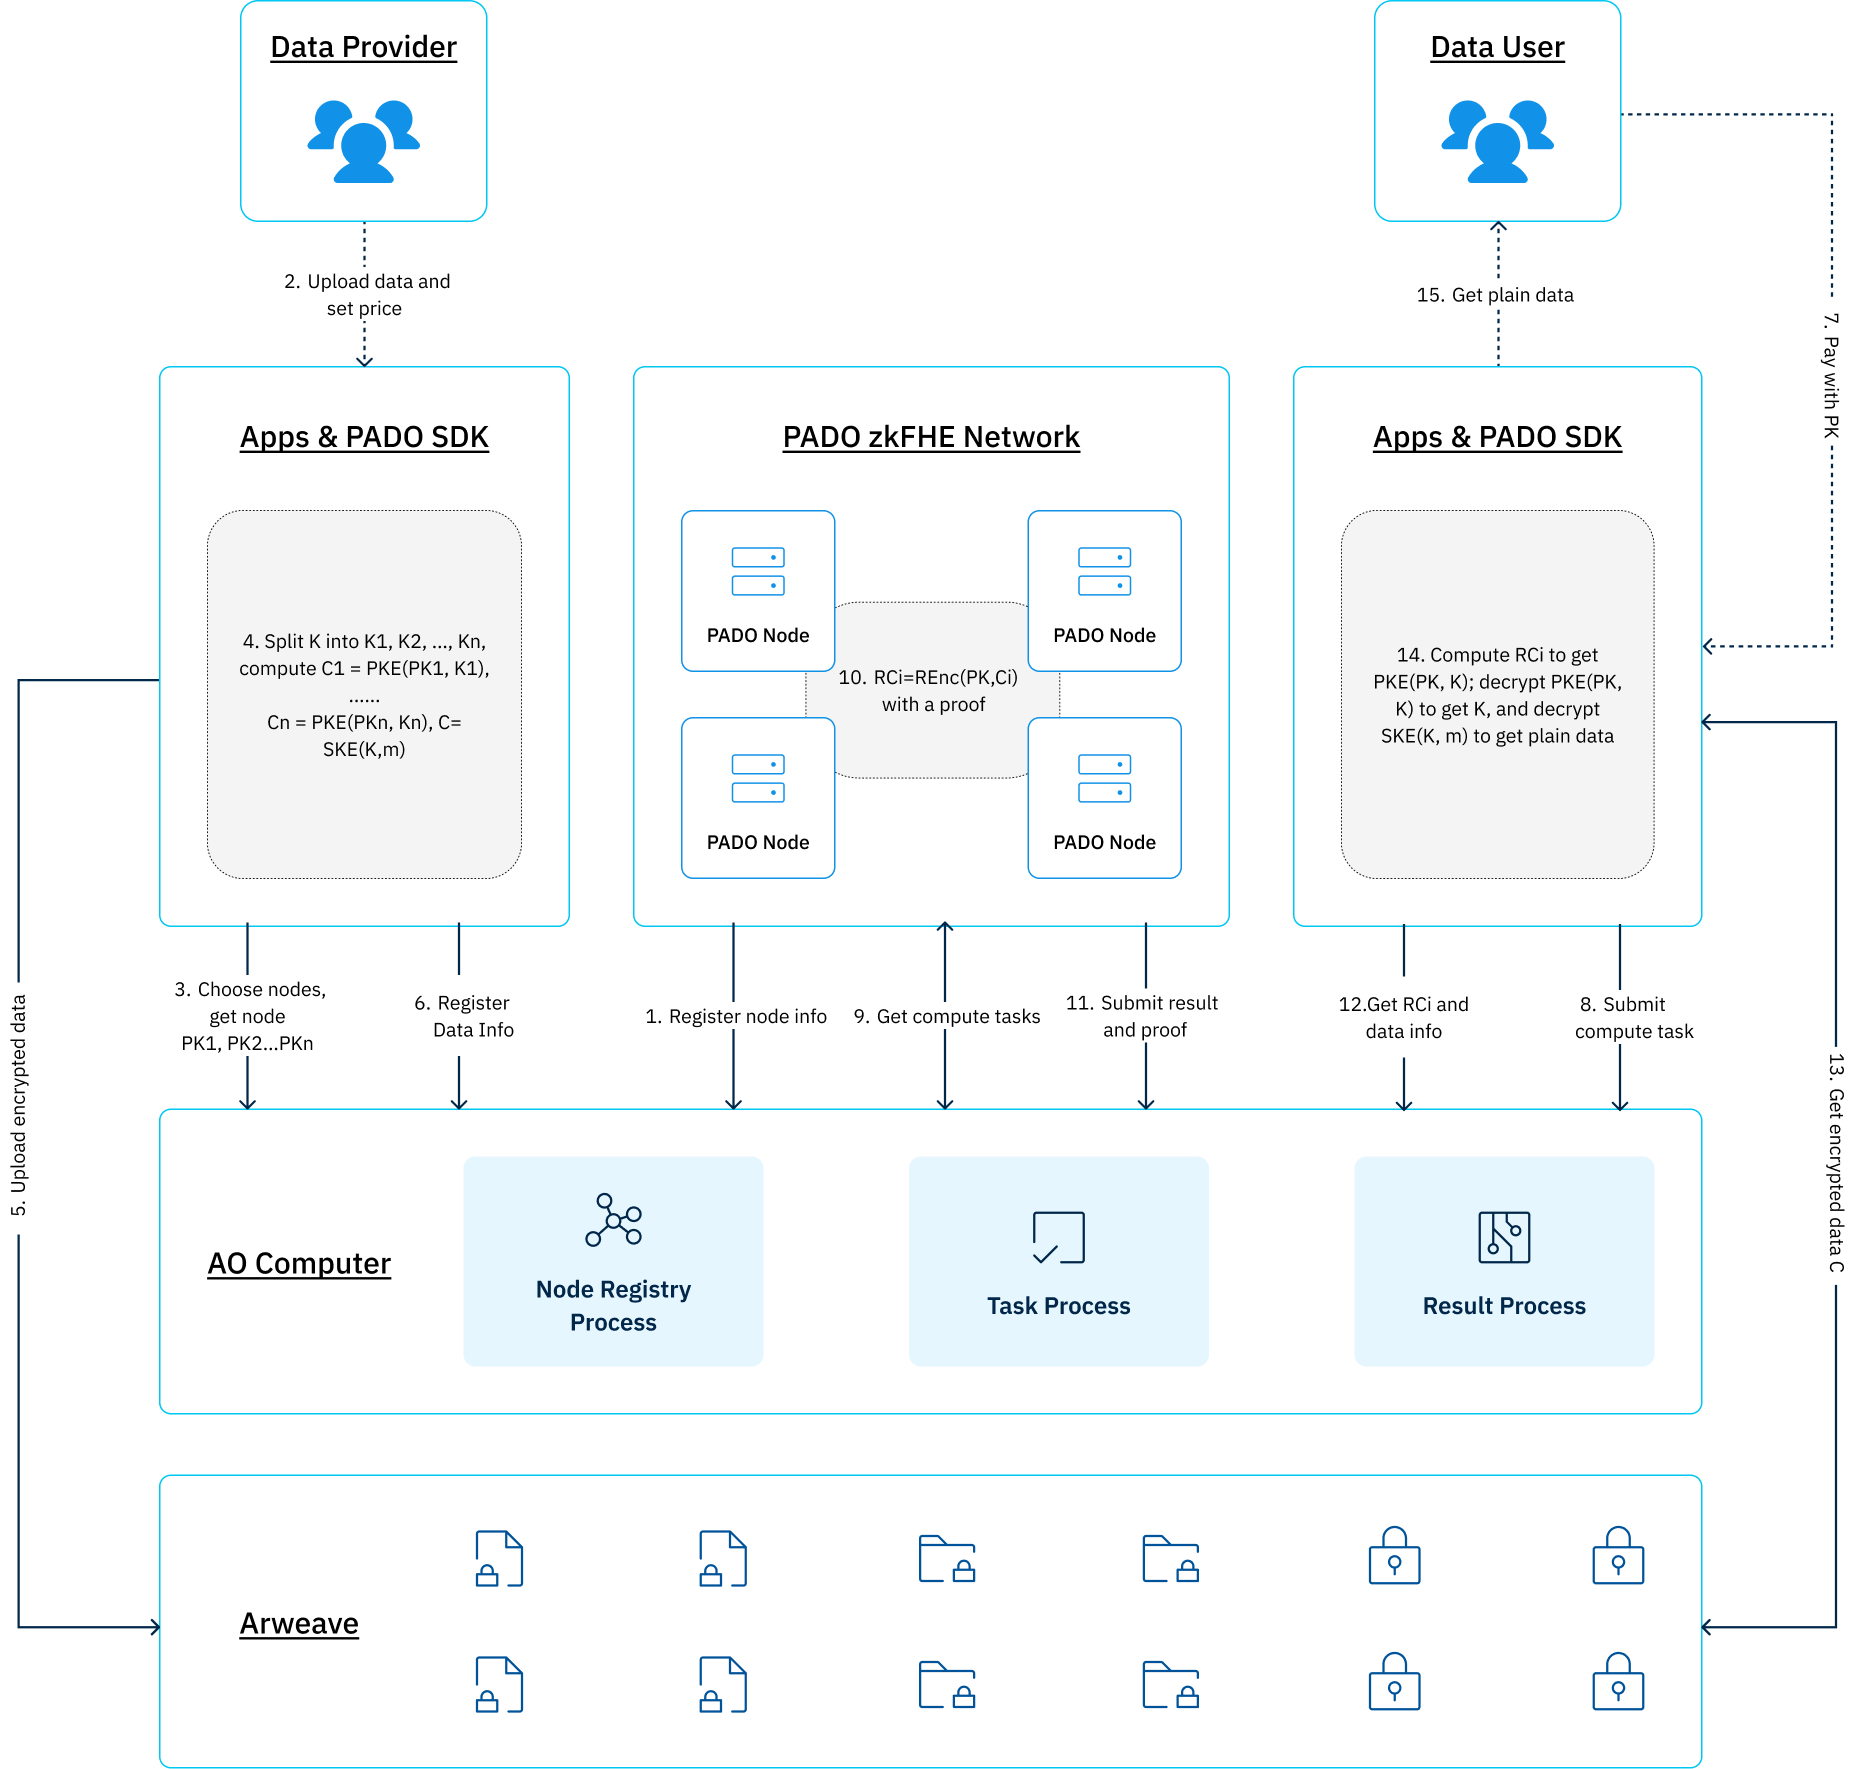 Data Provider
Data User
2. Upload data and
set price
15. Get plain data
7. Pay with PK
Apps & PADO SDK
4. Split K into K1, K2, ..., Kn,
compute C1 = PKE(PK1, K1),
......
Cn = PKE(PKn, Kn), C=
SKE(K,m)
PADO zkFHE Network
PADO Node
PADO Node
10. RCi=REnc(PK,Ci)
with a proof
PADO Node
PADO Node
Apps & PADO SDK
14. Compute RCi to get
PKE(PK, K); decrypt PKE(PK,
K) to get K, and decrypt
SKE(K, m) to get plain data
5. Upload encrypted data
3. Choose nodes,
get node
PK1, PK2...PKn
6. Register
Data Info
1. Register node info
9. Get compute tasks
11. Submit result
and proof
12.Get RCi and
data info
8. Submit
compute task
13. Get encrypted data C
AO Computer
Node Registry
Process
Task Process
Result Process
Arweave